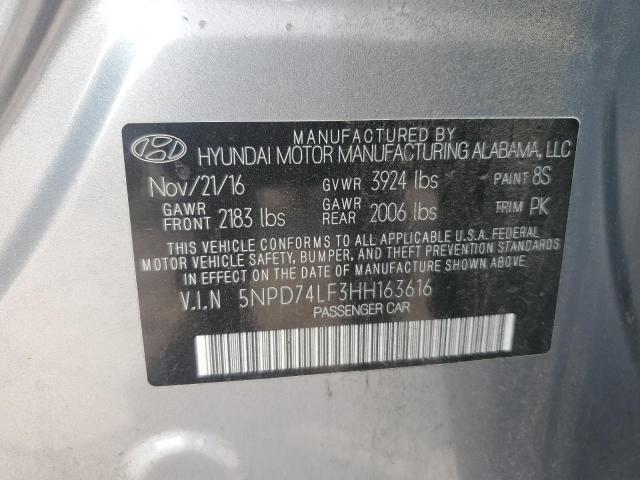 MANUFACTURED BY
HYUNDAI MOTOR MANUFACTURING ALABAMA, LLC
Nov/21/16 GVWR 3924 lbs PAINT 8S
GAWR FRONT 2183 lbs GAWR REAR 2006 lbs TRIM PK
THIS VEHICLE CONFORMS TO ALL APPLICABLE U.S.A. FEDERAL
MOTOR VEHICLE SAFETY, BUMPER, AND THEFT PREVENTION STANDARDS
IN EFFECT ON THE DATE OF MANUFACTURE SHOWN ABOVE.
V.I.N 5NPD74LF3HH163616
PASSENGER CAR